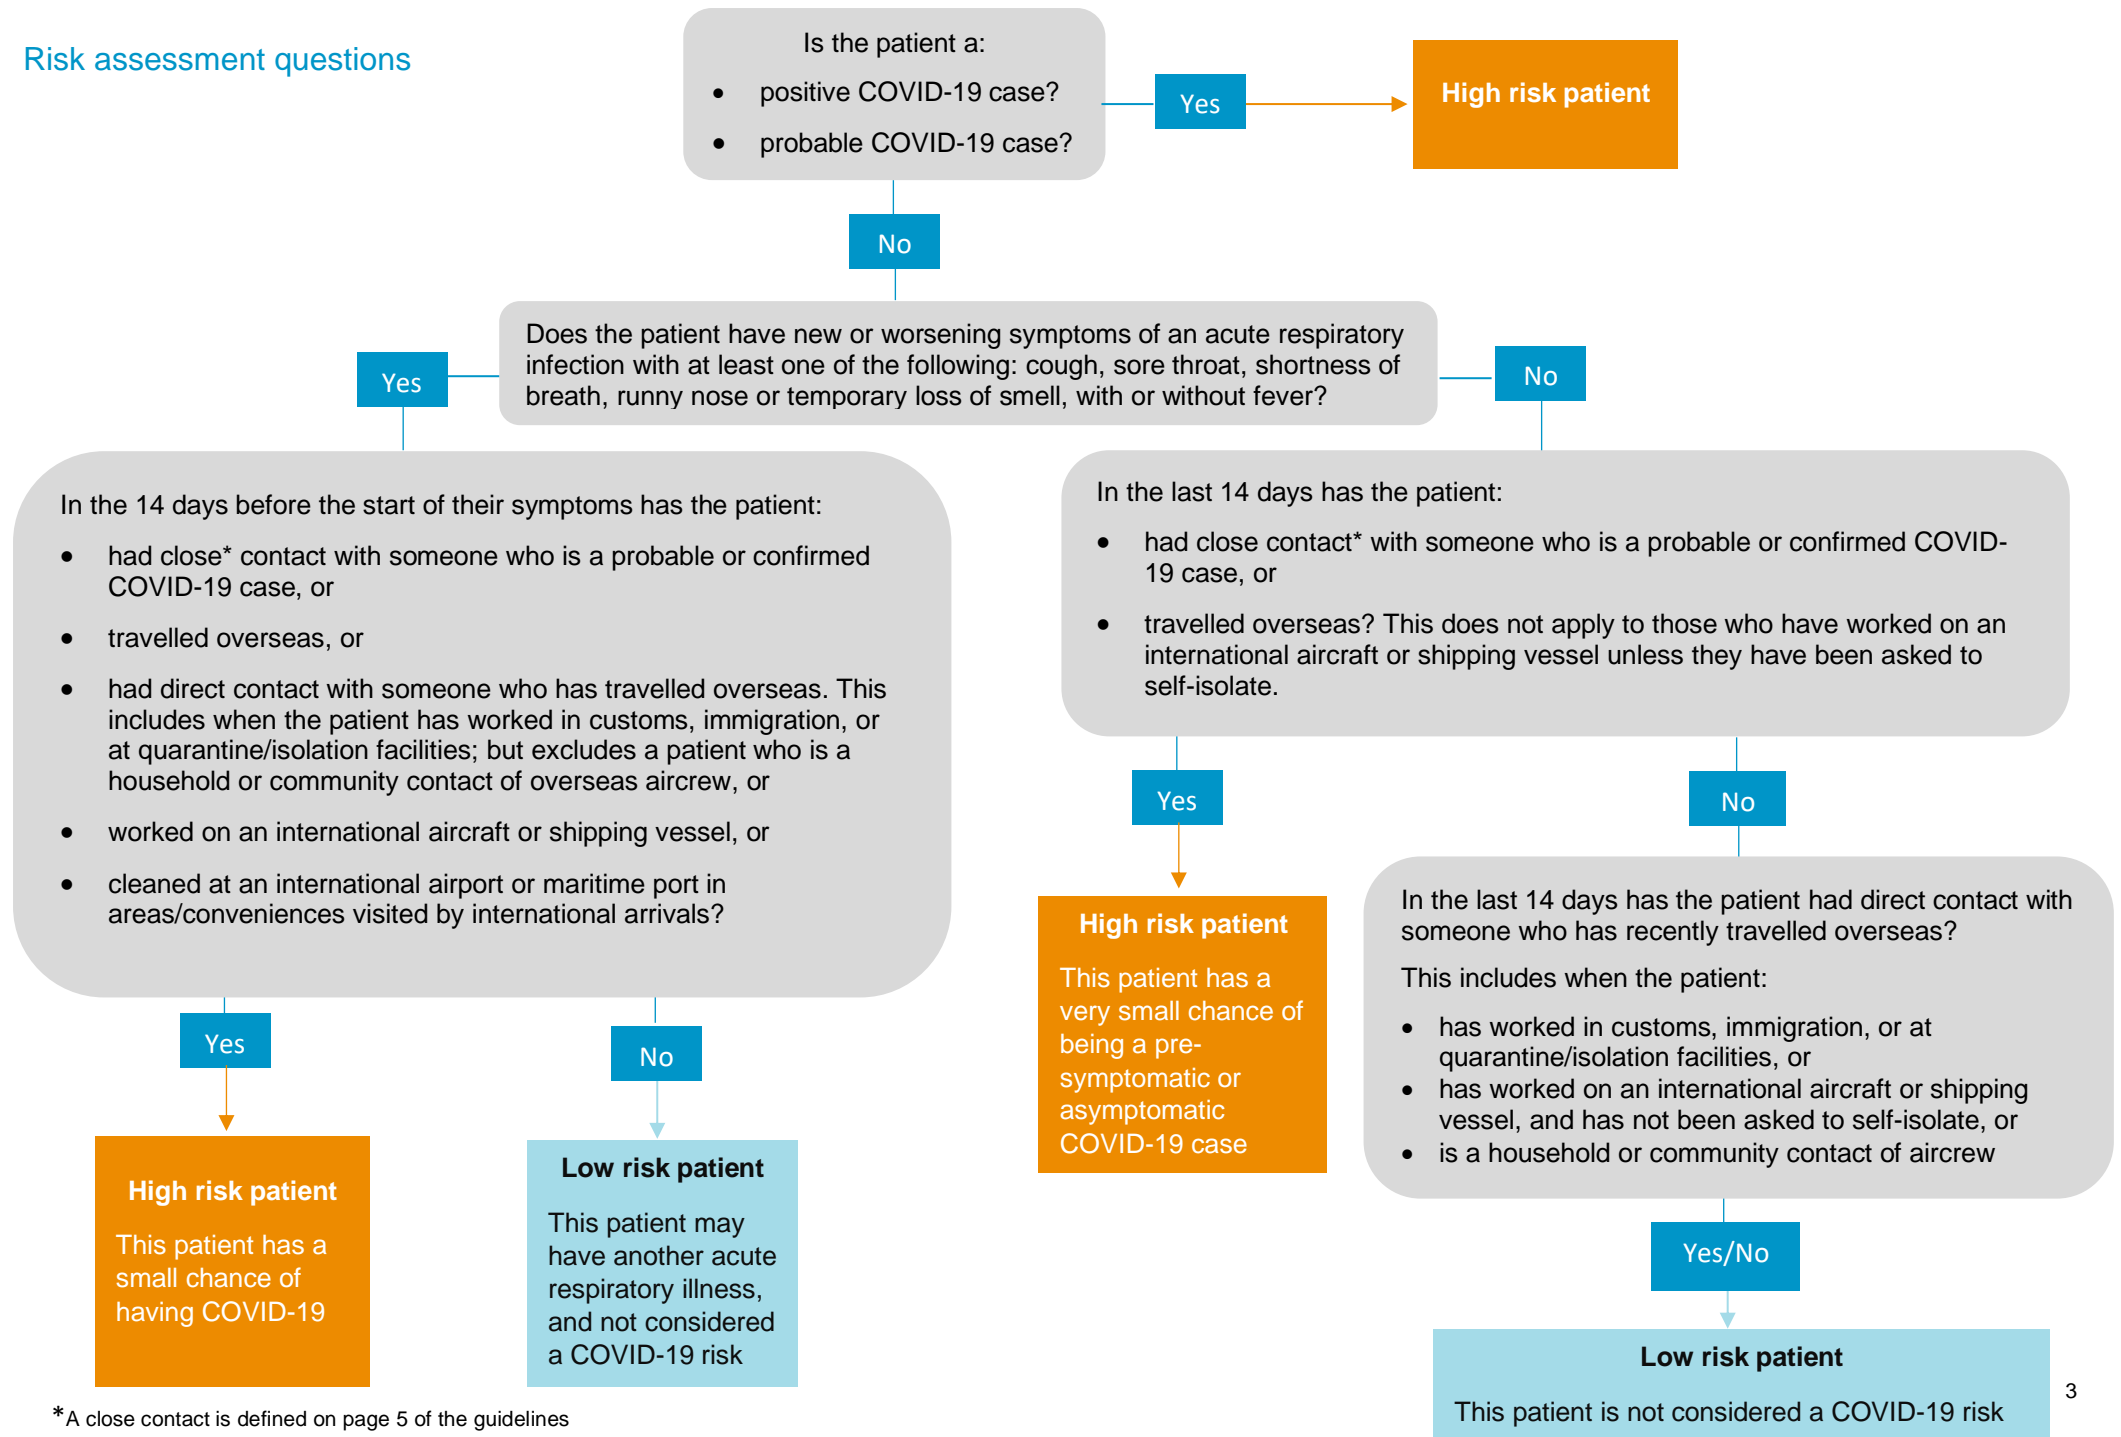 Risk assessment questions
Is the patient a:
• positive COVID-19 case?
• probable COVID-19 case?
Yes
High risk patient
No
Does the patient have new or worsening symptoms of an acute respiratory
infection with at least one of the following: cough, sore throat, shortness of
breath, runny nose or temporary loss of smell, with or without fever?
Yes
No
In the 14 days before the start of their symptoms has the patient:
• had close* contact with someone who is a probable or confirmed
COVID-19 case, or
• travelled overseas, or
• had direct contact with someone who has travelled overseas. This
includes when the patient has worked in customs, immigration, or
at quarantine/isolation facilities; but excludes a patient who is a
household or community contact of overseas aircrew, or
• worked on an international aircraft or shipping vessel, or
• cleaned at an international airport or maritime port in
areas/conveniences visited by international arrivals?
Yes
No
High risk patient
This patient has a
small chance of
having COVID-19
Low risk patient
This patient may
have another acute
respiratory illness,
and not considered
a COVID-19 risk
In the last 14 days has the patient:
• had close contact* with someone who is a probable or confirmed COVID-
19 case, or
• travelled overseas? This does not apply to those who have worked on an
international aircraft or shipping vessel unless they have been asked to
self-isolate.
Yes
No
High risk patient
This patient has a
very small chance of
being a pre-
symptomatic or
asymptomatic
COVID-19 case
In the last 14 days has the patient had direct contact with
someone who has recently travelled overseas?
This includes when the patient:
• has worked in customs, immigration, or at
quarantine/isolation facilities, or
• has worked on an international aircraft or shipping
vessel, and has not been asked to self-isolate, or
• is a household or community contact of aircrew
Yes/No
Low risk patient
This patient is not considered a COVID-19 risk
*A close contact is defined on page 5 of the guidelines
3